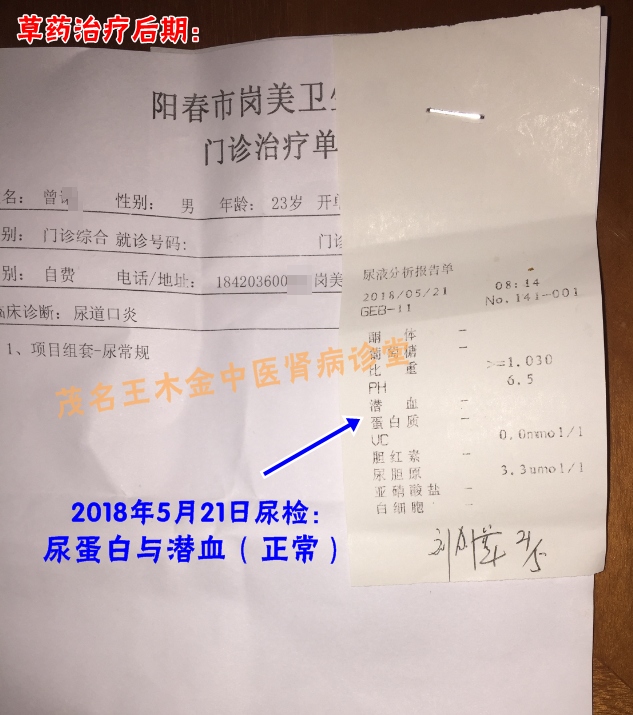 草药治疗后期：
阳春市岗美卫生
门诊治疗单
名： 曾 性别： 男 年龄： 23岁 开单
别： 门诊综合 就诊号码： 门诊
别： 自费 电话/地址： 184203600 岗美
临床诊断：尿道口炎
1、项目组套-尿常规
尿液分析报告单
2018/05/21 08:14
GEB-11 No.141-001
酮 体 -
葡萄糖 -
比 重 >=1.030
PH 6.5
潜 血 -
蛋白质 -
VC 0.0mmol/l
胆红素 -
尿胆原 3.3umol/l
亚硝酸盐 -
白细胞 -
21/5
茂名王木金中医肾病诊堂
2018年5月21日尿检：
尿蛋白与潜血（正常）